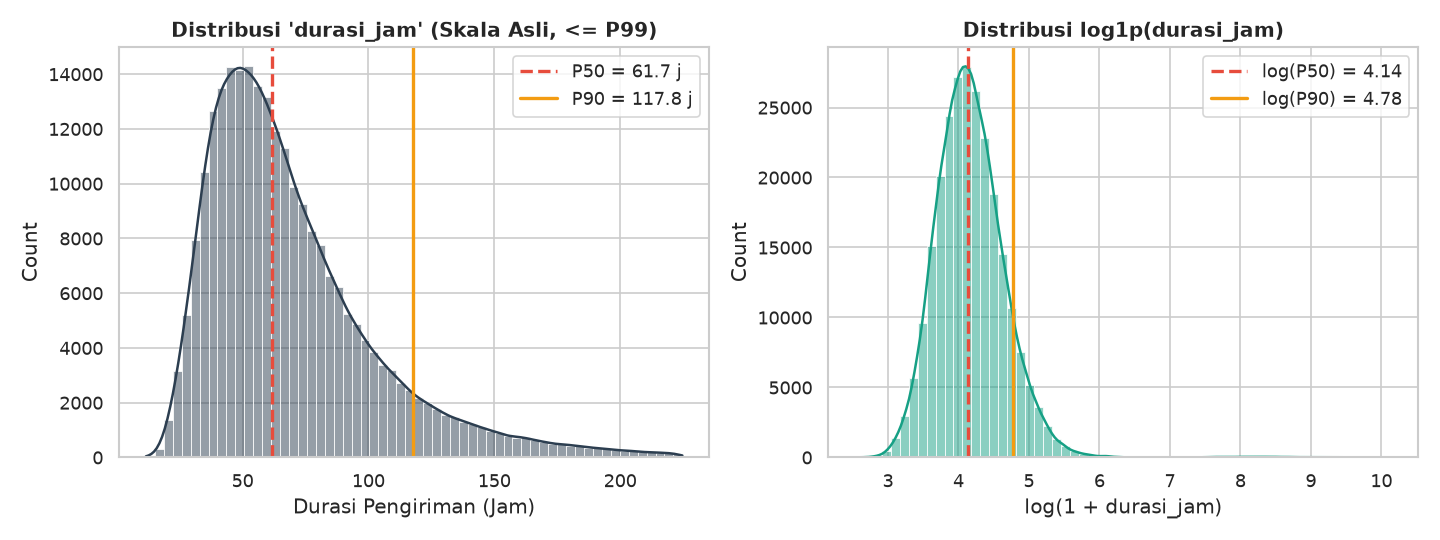 Distribusi 'durasi_jam' (Skala Asli, <= P99)
P50 = 61.7 j
P90 = 117.8 j
14000
12000
10000
8000
6000
4000
2000
0
Count
50
100
150
200
Durasi Pengiriman (Jam)
Distribusi log1p(durasi_jam)
log(P50) = 4.14
log(P90) = 4.78
25000
20000
15000
10000
5000
0
Count
3
4
5
6
7
8
9
10
log(1 + durasi_jam)